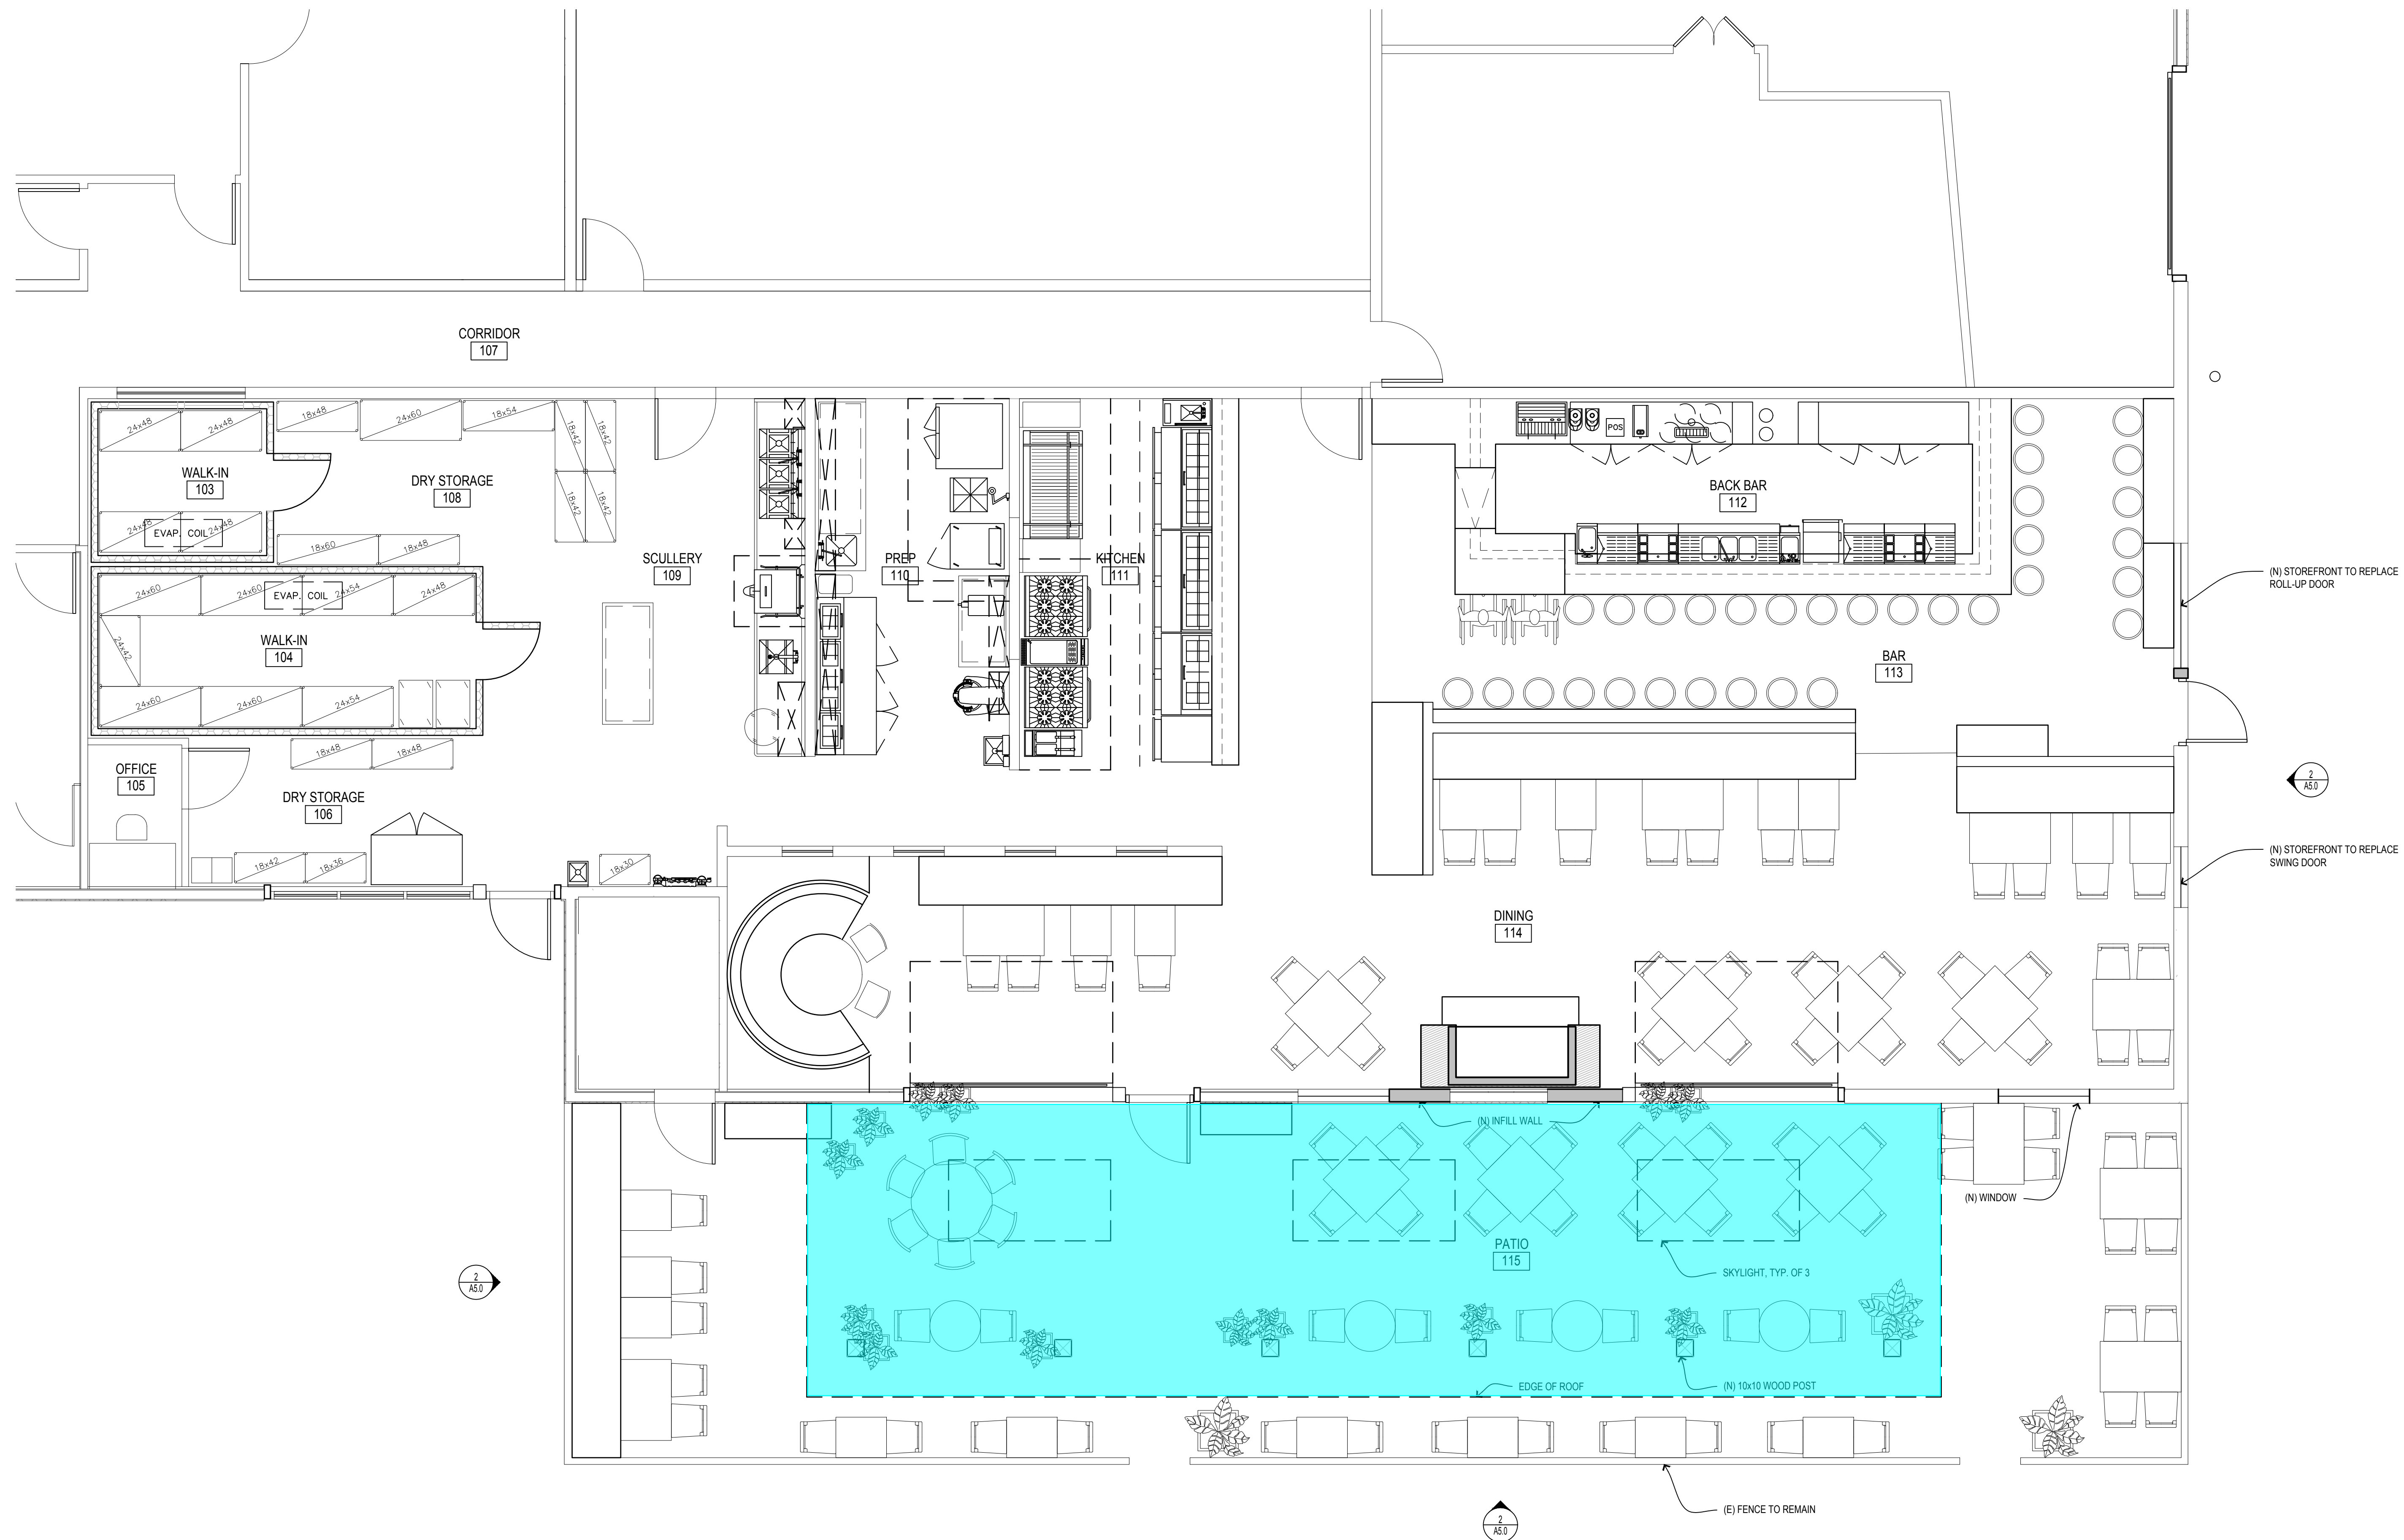 CORRIDOR
107
18x48
24x60
18x54
18x42
18x42
18x42
18x42
24x48
24x48
WALK-IN
103
24x48
24x48
EVAP. COIL
DRY STORAGE
108
18x60
18x48
24x60
24x60
24x54
24x48
EVAP. COIL
24x42
WALK-IN
104
24x60
24x60
24x54
18x48
18x48
OFFICE
105
DRY STORAGE
106
18x42
18x36
18x30
SCULLERY
109
PREP
110
KITCHEN
111
POS
BACK BAR
112
BAR
113
(N) STOREFRONT TO REPLACE
ROLL-UP DOOR
2
A5.0
(N) STOREFRONT TO REPLACE
SWING DOOR
DINING
114
(N) INFILL WALL
(N) WINDOW
PATIO
115
SKYLIGHT, TYP. OF 3
2
A5.0
EDGE OF ROOF
(N) 10x10 WOOD POST
(E) FENCE TO REMAIN
2
A5.0